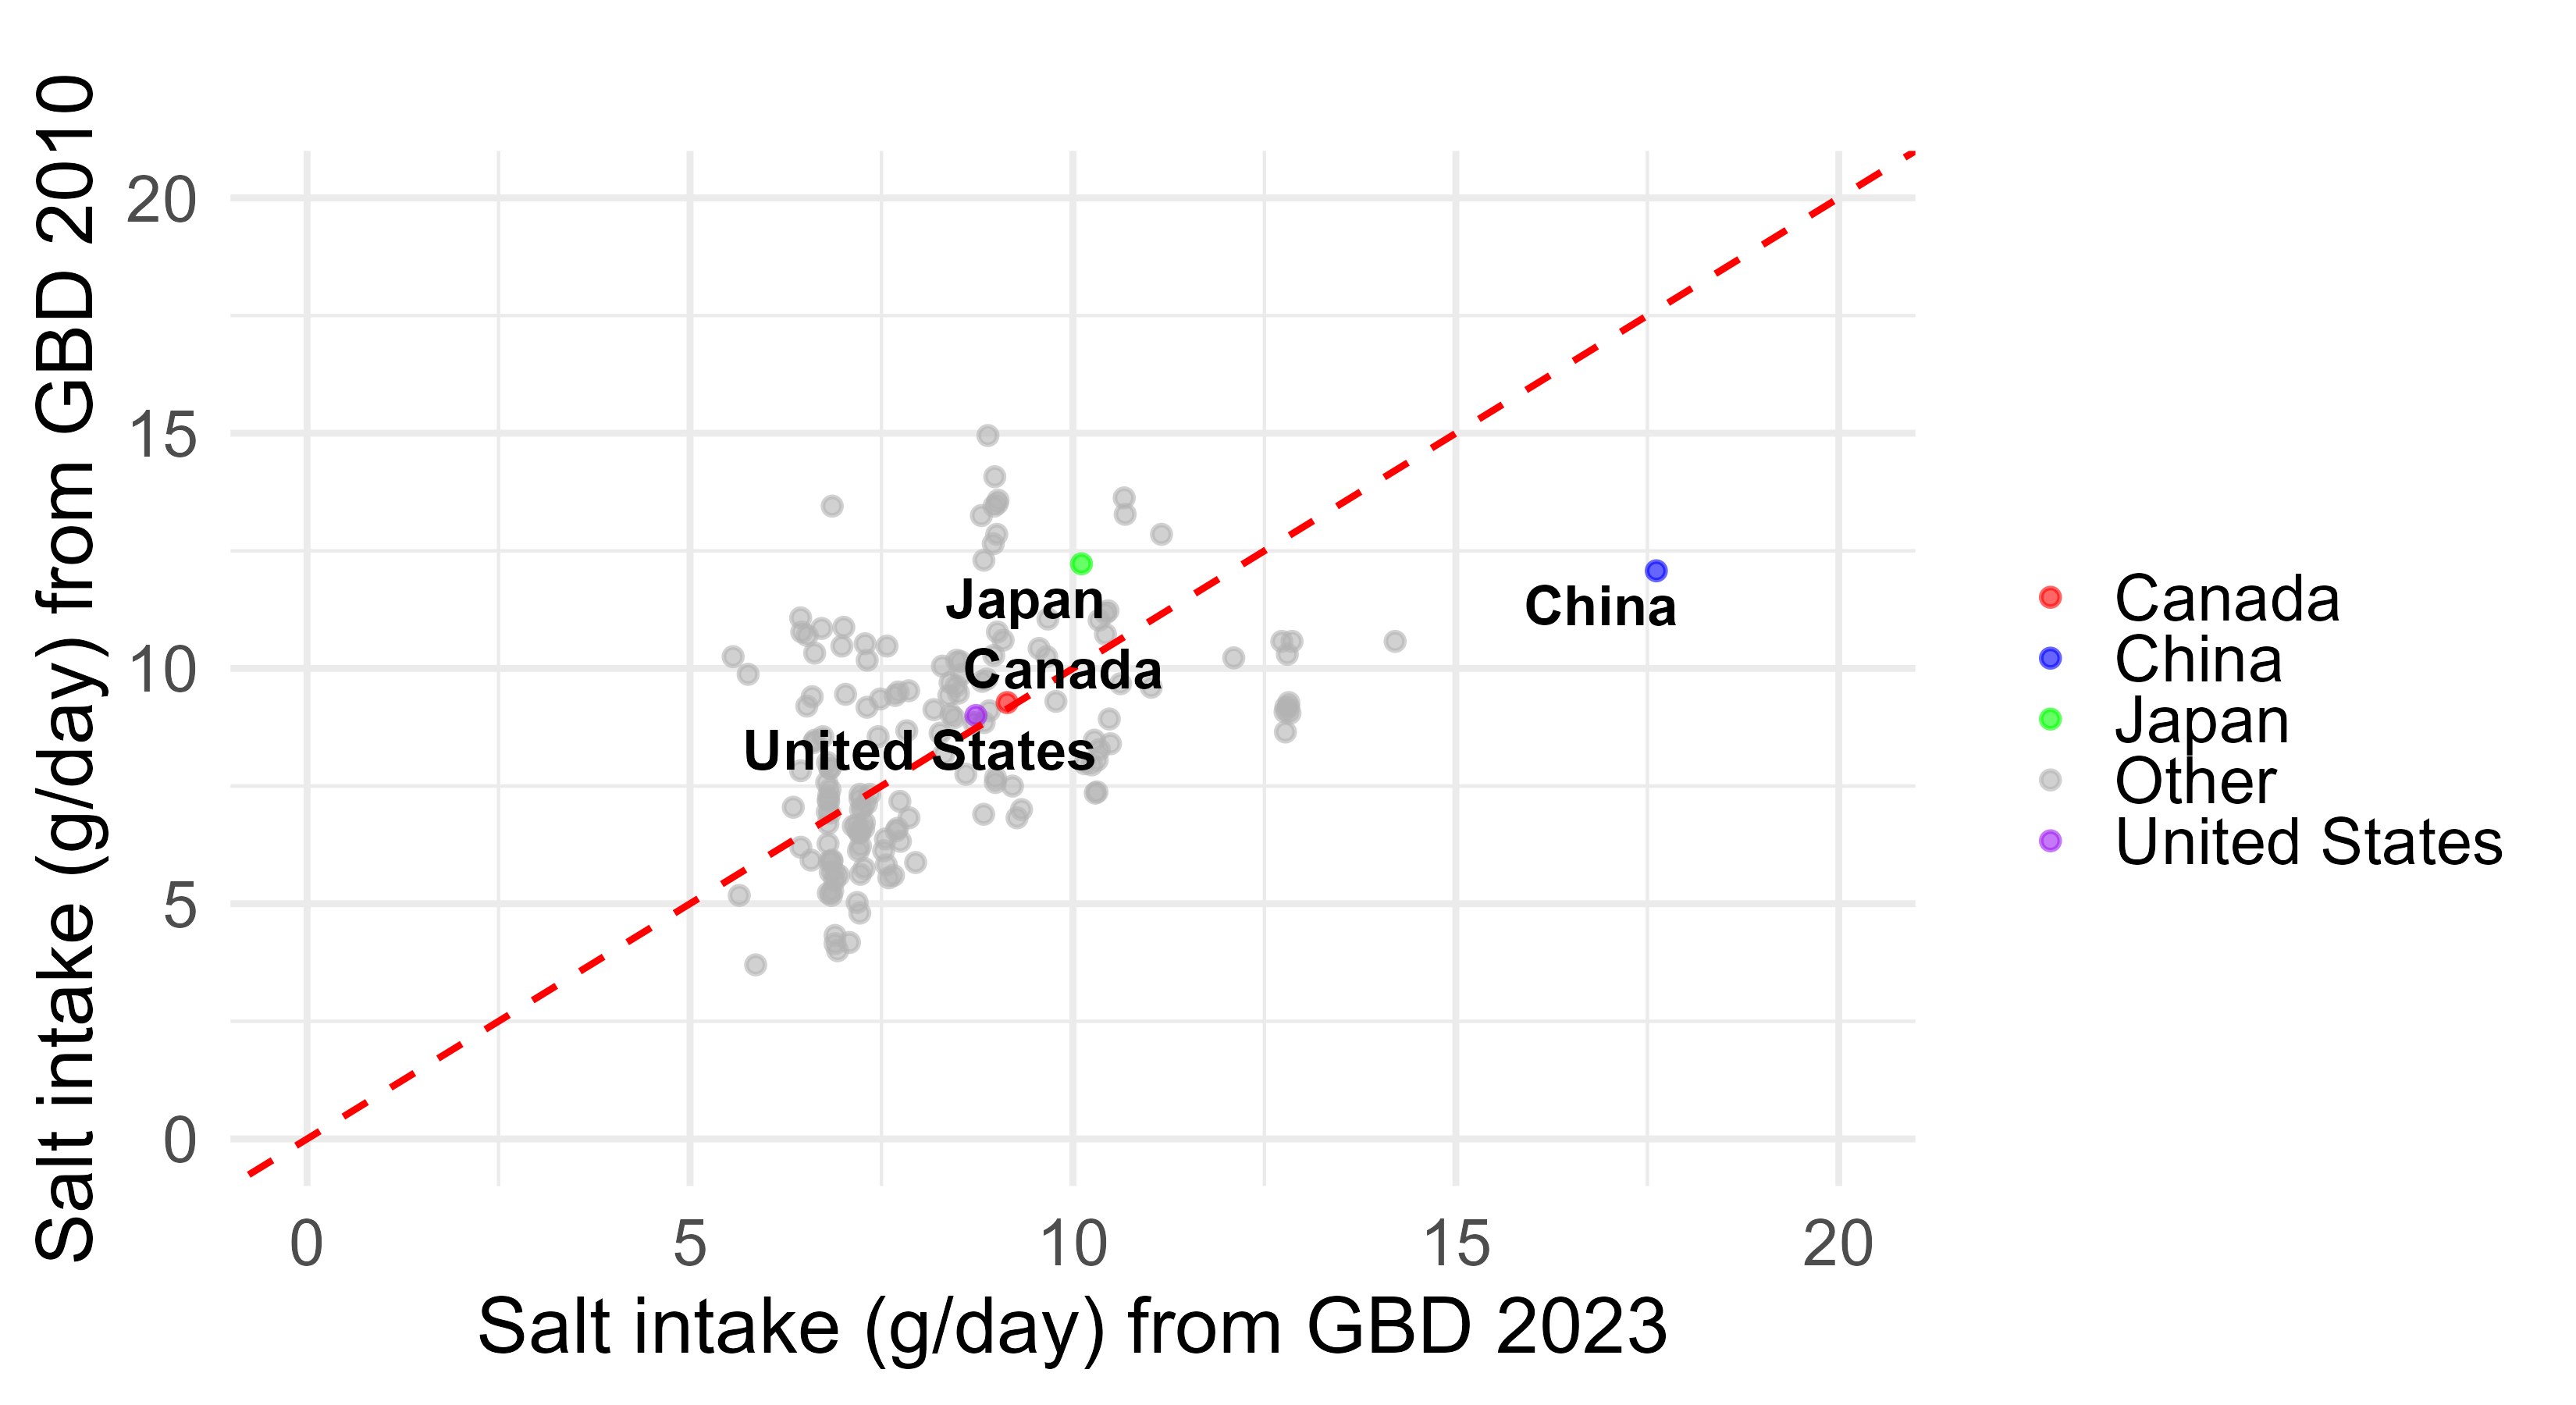 Salt intake (g/day) from GBD 2010
20
15
10
5
0
0 5 10 15 20
Salt intake (g/day) from GBD 2023
Japan
China
Canada
United States
Canada
China
Japan
Other
United States